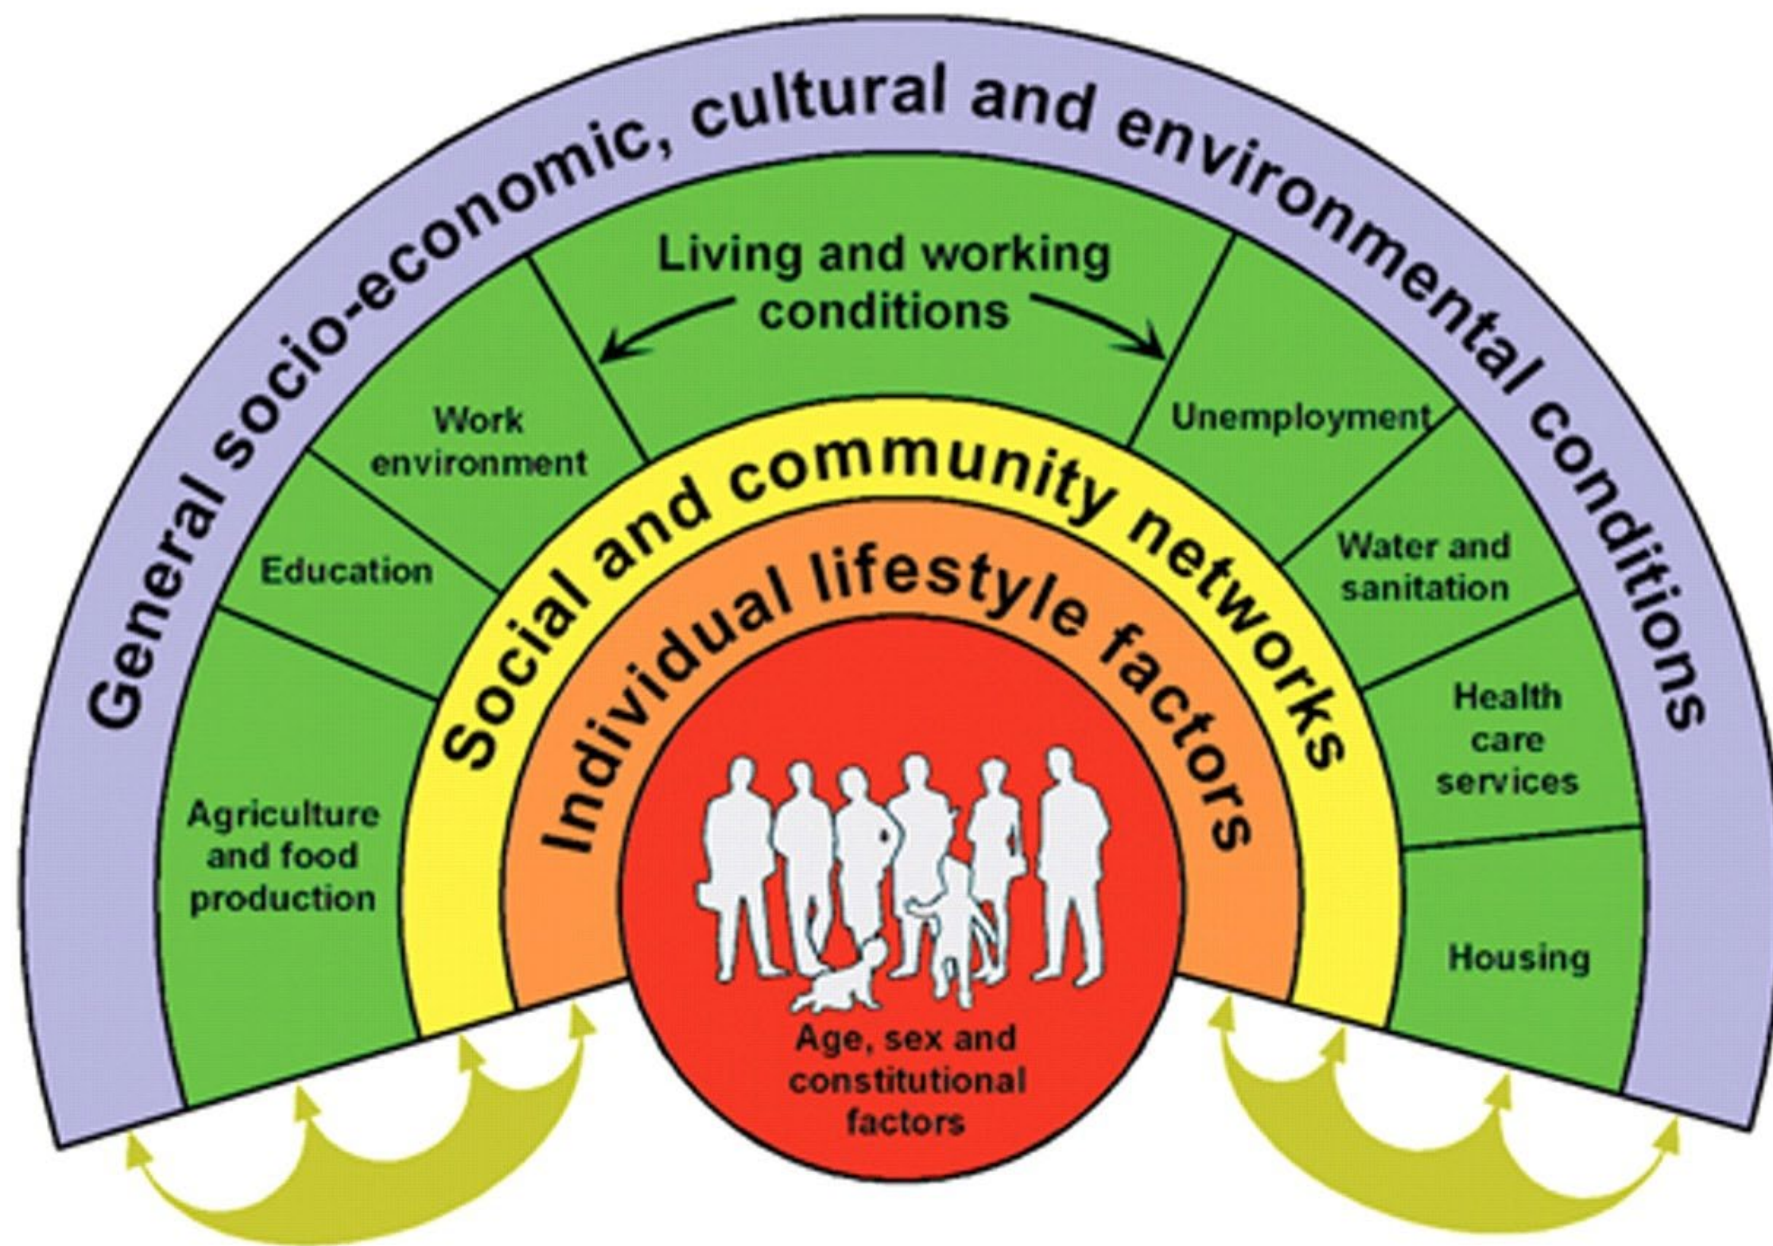 General socio-economic, cultural and environmental conditions
Living and working
conditions
Work
environment
Unemployment
Education
Water and
sanitation
Agriculture
and food
production
Health
care
services
Housing
Social and community networks
Individual lifestyle factors
Age, sex and
constitutional
factors